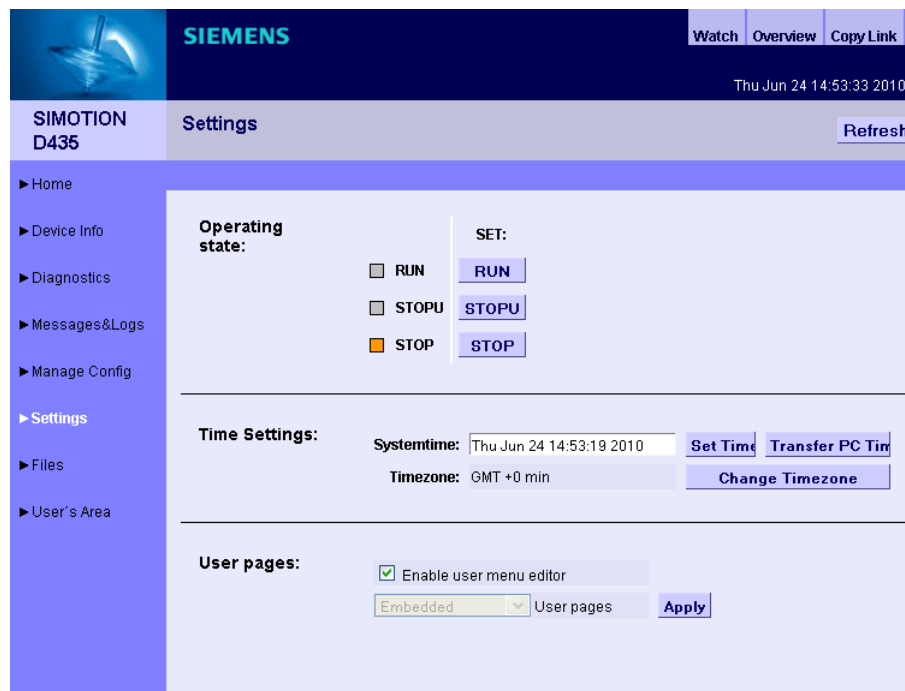 SIEMENS
Watch Overview Copy Link
Thu Jun 24 14:53:33 2010
SIMOTION
D435
Settings
Refresh
Home
Device Info
Diagnostics
Messages&Logs
Manage Config
Settings
Files
User´s Area
Operating
state:
SET:
RUN RUN
STOPU STOPU
STOP STOP
Time Settings:
Systemtime: Thu Jun 24 14:53:19 2010 Set Time Transfer PC Tim
Timezone: GMT +0 min Change Timezone
User pages:
Enable user menu editor
Embedded User pages Apply